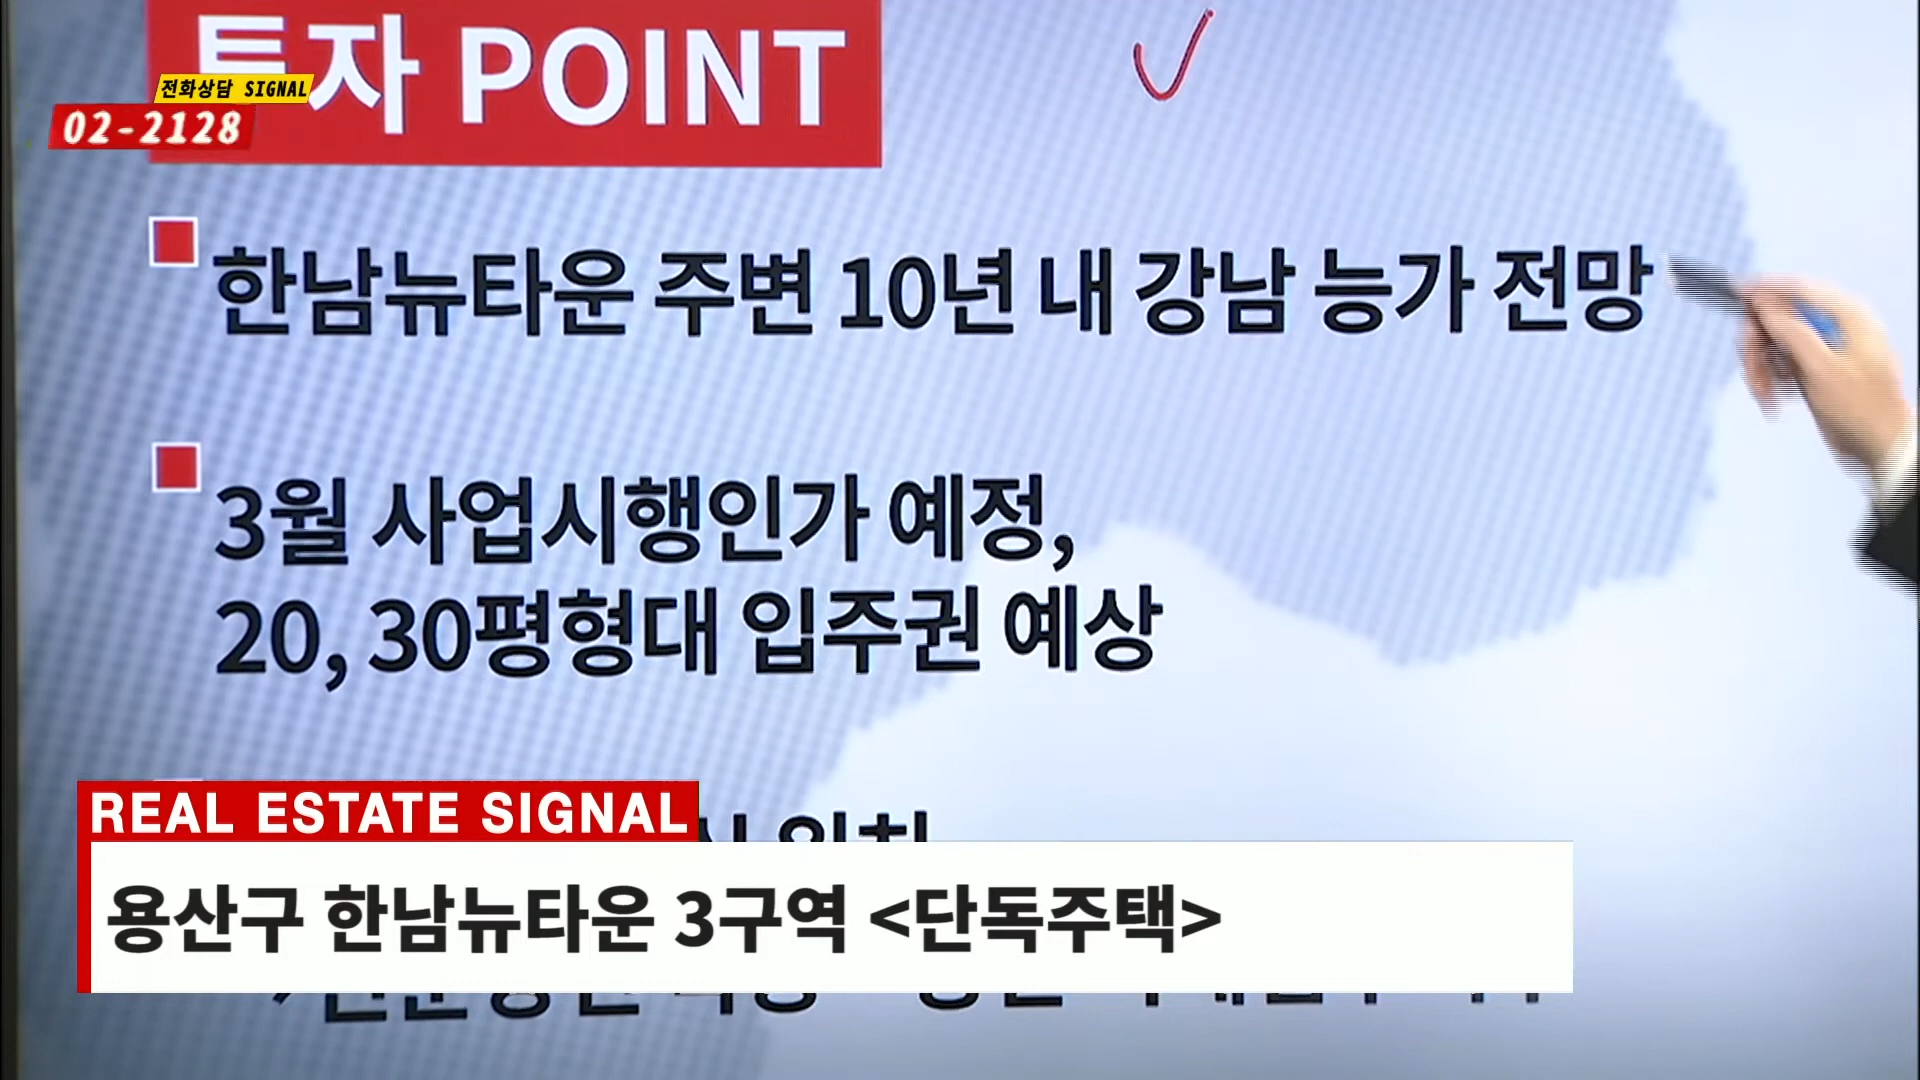 투자 POINT
전화상담 SIGNAL
02-2128
한남뉴타운 주변 10년 내 강남 능가 전망
3월 사업시행인가 예정,
20, 30평형대 입주권 예상
REAL ESTATE SIGNAL
용산구 한남뉴타운 3구역 <단독주택>